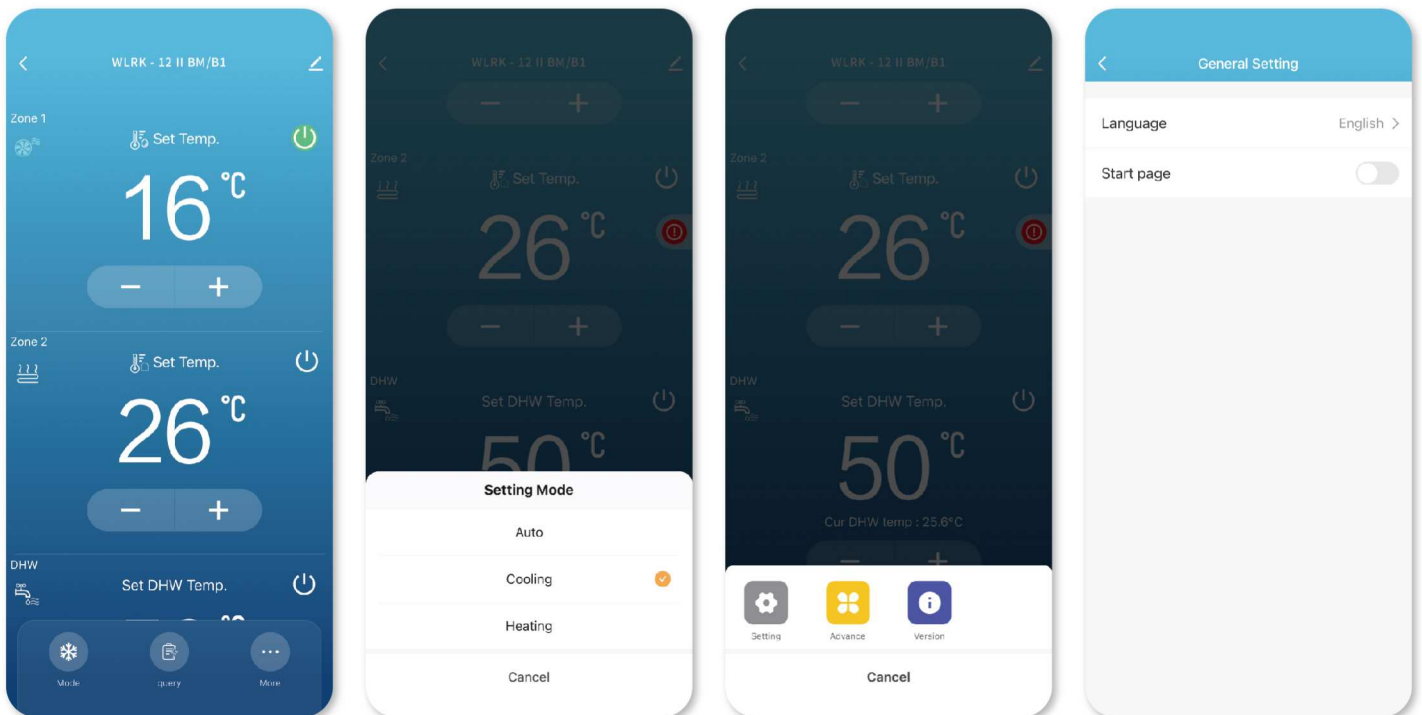 WLRK - 12 II BM/B1
Zone 1
Set Temp.
16 °C
− +
Zone 2
Set Temp.
26 °C
− +
DHW
Set DHW Temp.
Mode query More
WLRK - 12 II BM/B1
− +
Zone 2
Set Temp.
26 °C
− +
DHW
Set DHW Temp.
50 °C
Setting Mode
Auto
Cooling
Heating
Cancel
WLRK - 12 II BM/B1
− +
Zone 2
Set Temp.
26 °C
− +
DHW
Set DHW Temp.
50 °C
Cur DHW temp : 25.6°C
− +
Setting Advance Version
Cancel
General Setting
Language English >
Start page